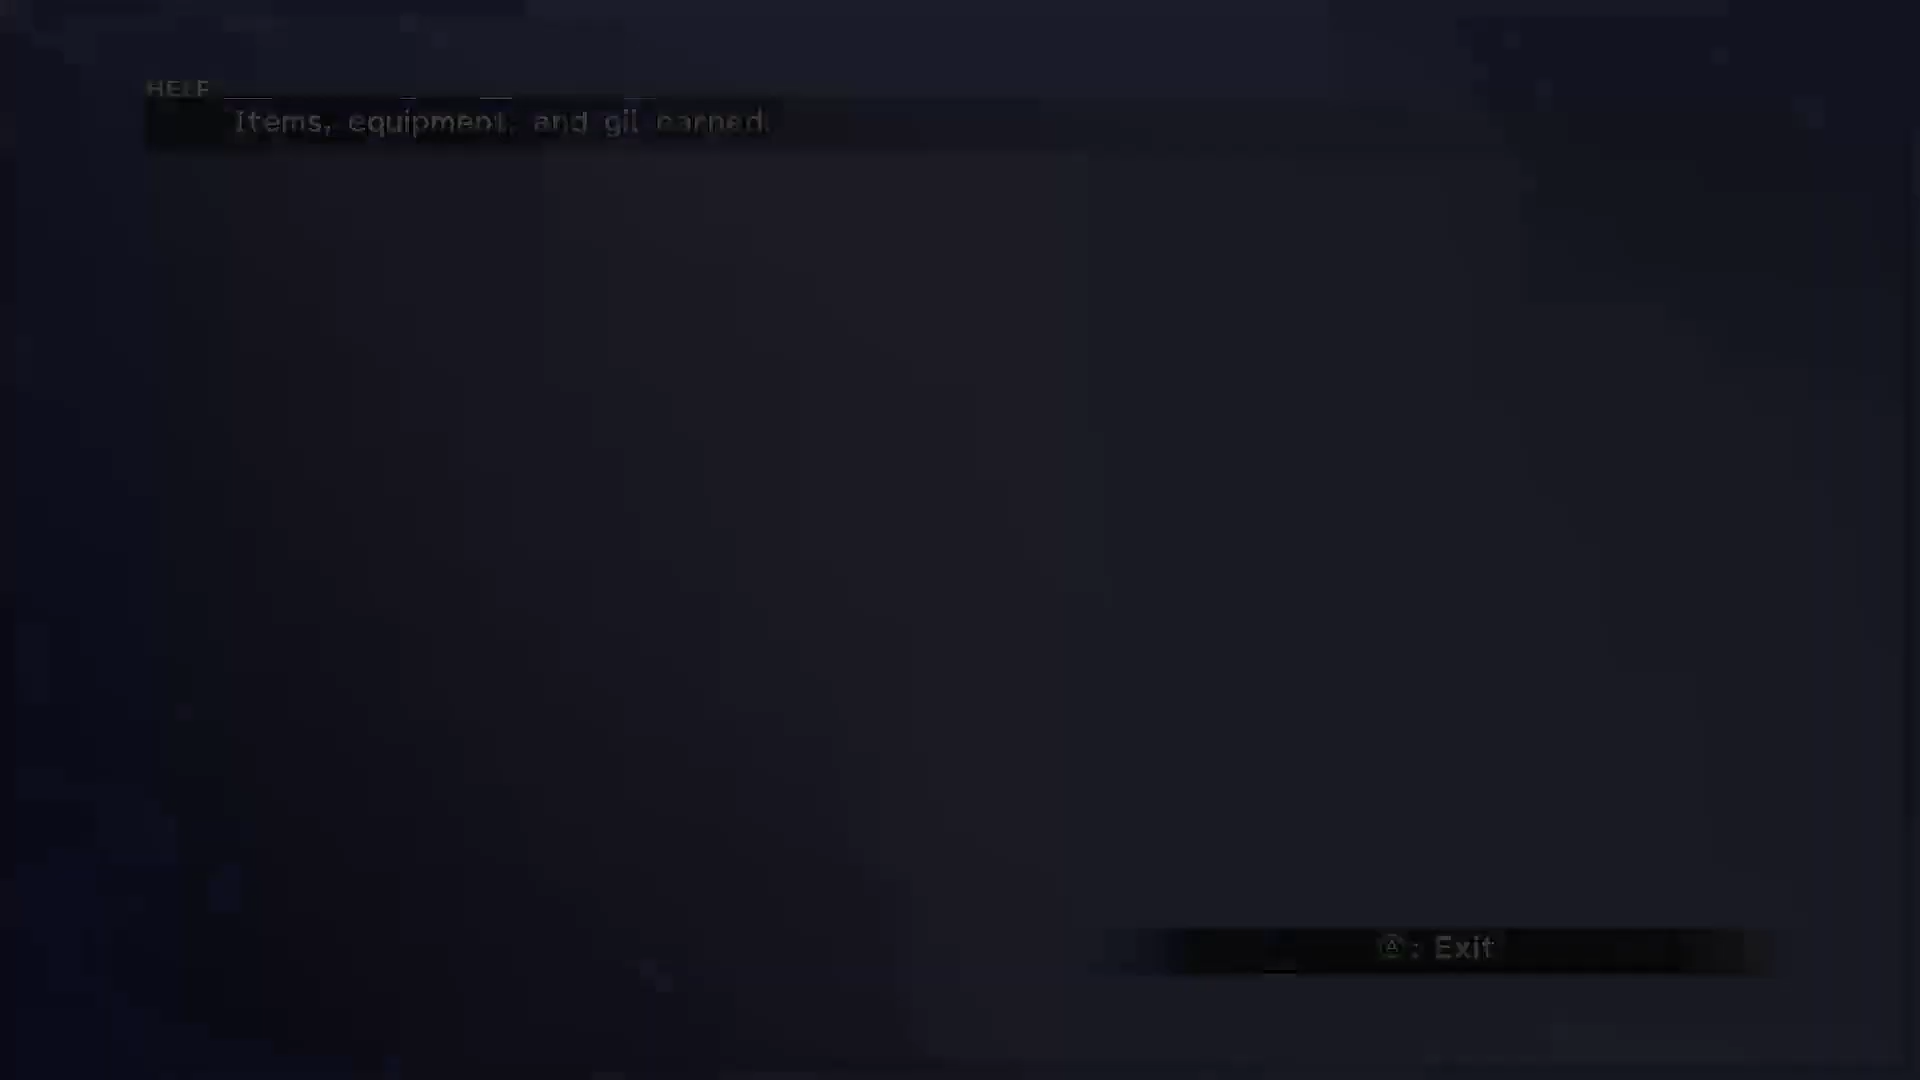 HELP
Items, equipment, and gil earned.
Ⓐ: Exit